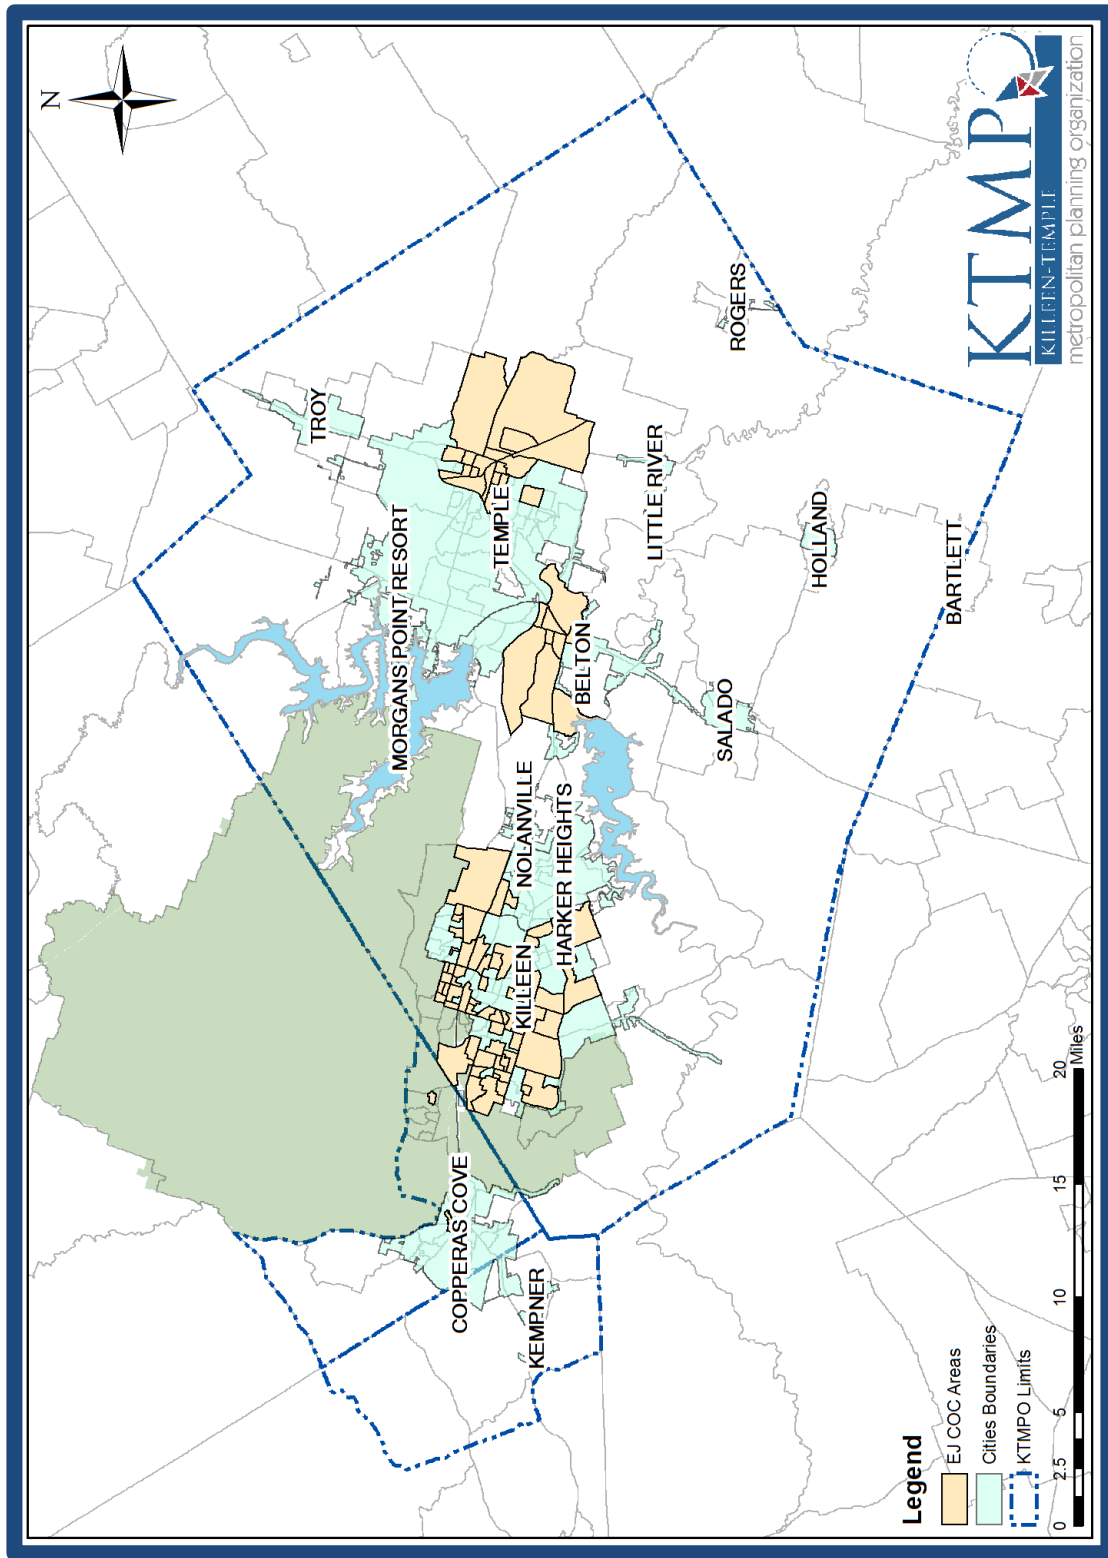 N
TROY
MORGANS POINT RESORT
TEMPLE
ROGERS
LITTLE RIVER
BELTON
HOLLAND
BARTLETT
SALADO
NOLANVILLE
HARKER HEIGHTS
KILLEEN
COPPERAS COVE
KEMPNER
Legend
EJ COC Areas
Cities Boundaries
KTMPO Limits
0 2.5 5 10 15 20
Miles
KTMPO
KILLEEN-TEMPLE
metropolitan planning organization